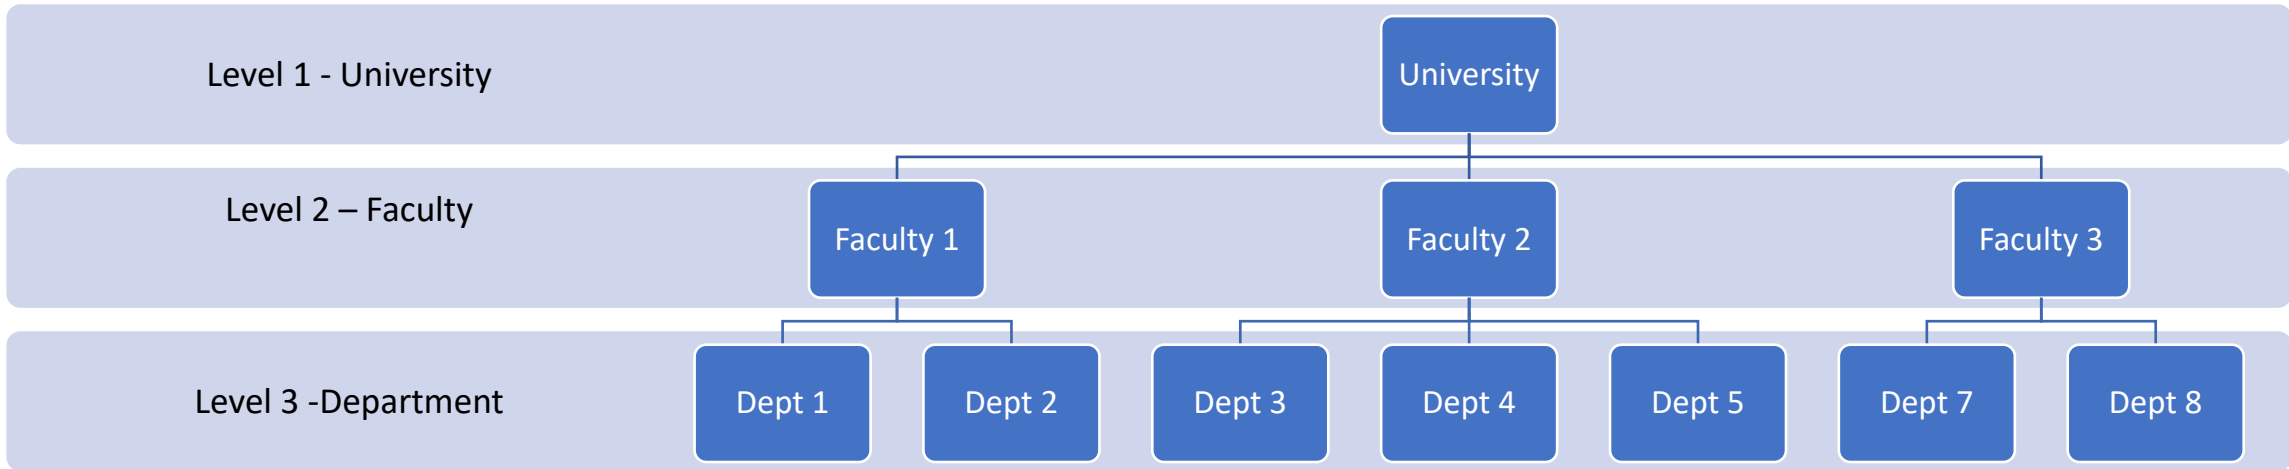 Level 1 - University
University
Level 2 – Faculty
Faculty 1
Faculty 2
Faculty 3
Level 3 -Department
Dept 1
Dept 2
Dept 3
Dept 4
Dept 5
Dept 7
Dept 8